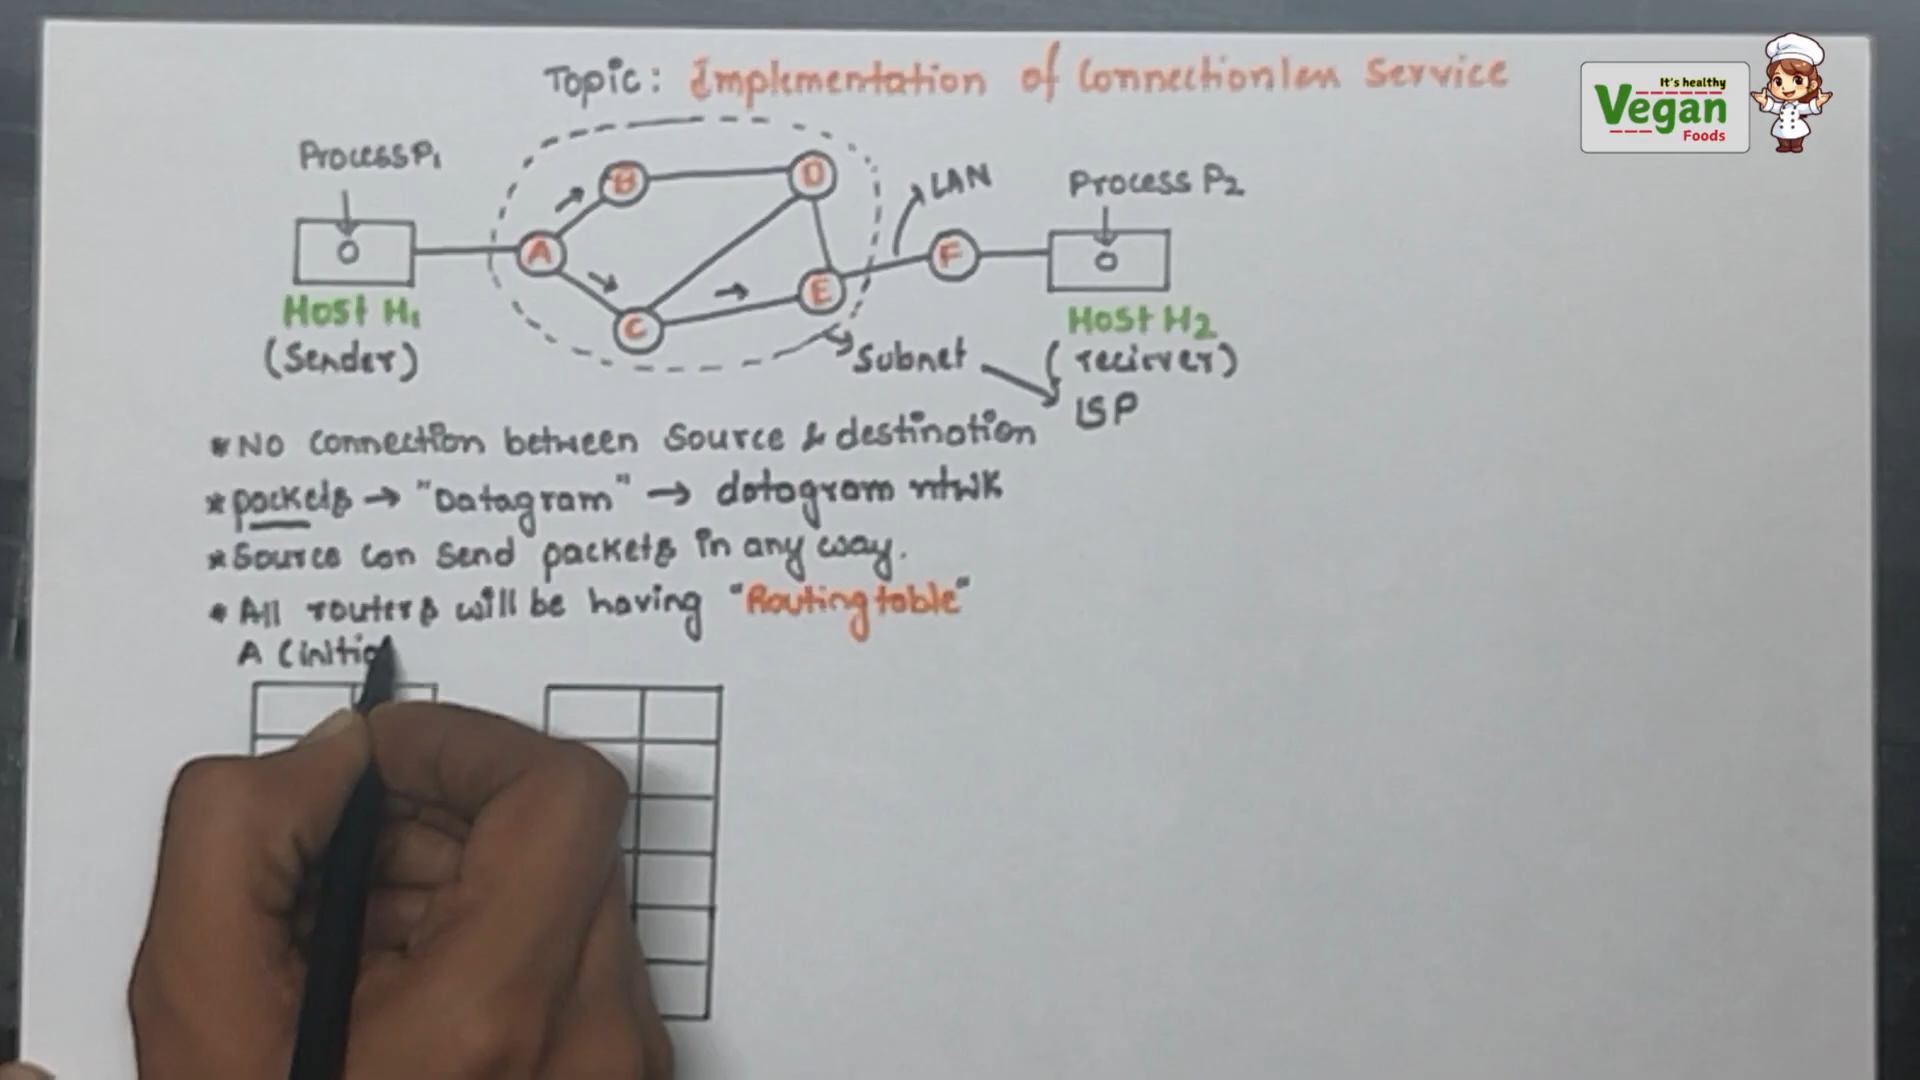 Topic: Implementation of Connectionless Service
It's healthy
Vegan
Foods
Process P1
B
D
LAN
Process P2
A
F
E
C
Host H1
Host H2
(Sender)
Subnet
(reciever)
ISP
* No connection between Source & destination
* packets → "Datagram" → datagram ntwk
* Source can send packets in any way.
* All routers will be having "Routing table"
A (initia